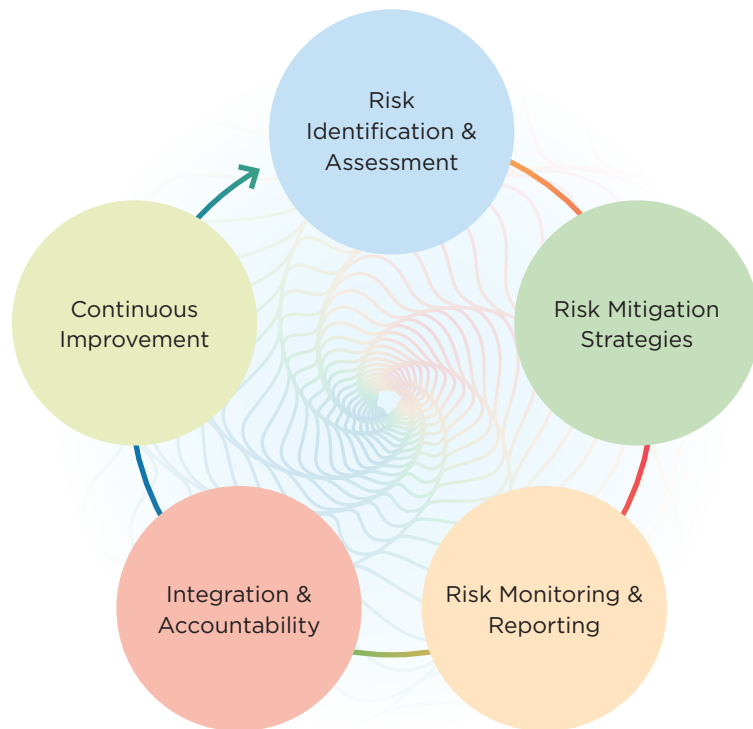 Risk
Identification &
Assessment
Risk Mitigation
Strategies
Risk Monitoring &
Reporting
Integration &
Accountability
Continuous
Improvement